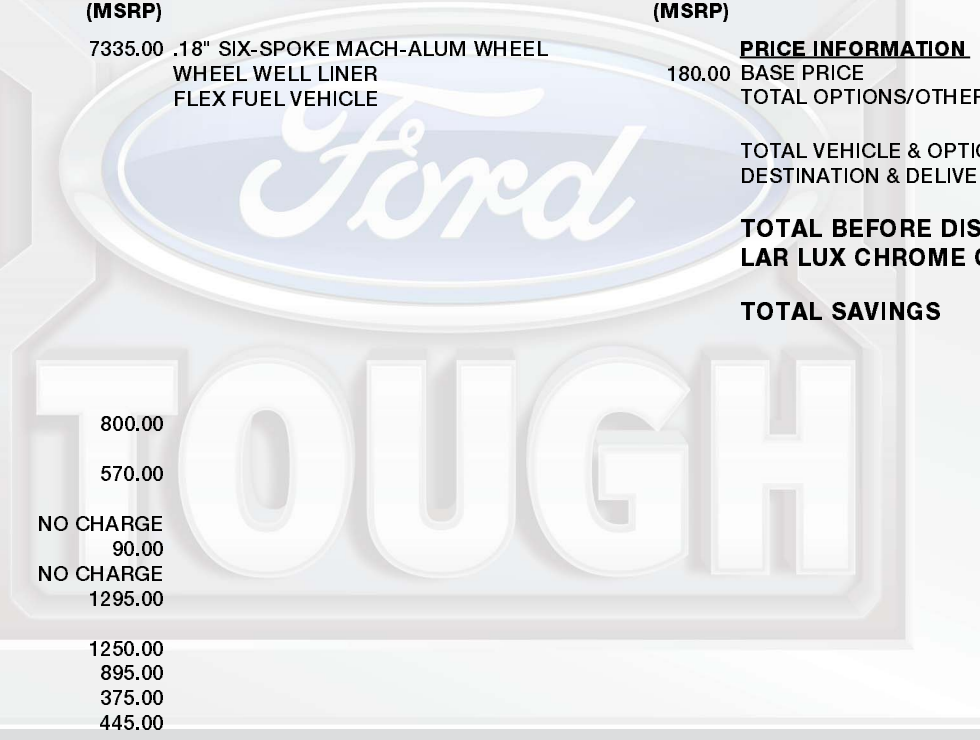 (MSRP) (MSRP)
7335.00 .18" SIX-SPOKE MACH-ALUM WHEEL PRICE INFORMATION
WHEEL WELL LINER 180.00 BASE PRICE
FLEX FUEL VEHICLE TOTAL OPTIONS/OTHER
TOTAL VEHICLE & OPTIO
DESTINATION & DELIVE
TOTAL BEFORE DIS
LAR LUX CHROME
TOTAL SAVINGS
Ford
TOUGH
800.00
570.00
NO CHARGE
90.00
NO CHARGE
1295.00
1250.00
895.00
375.00
445.00